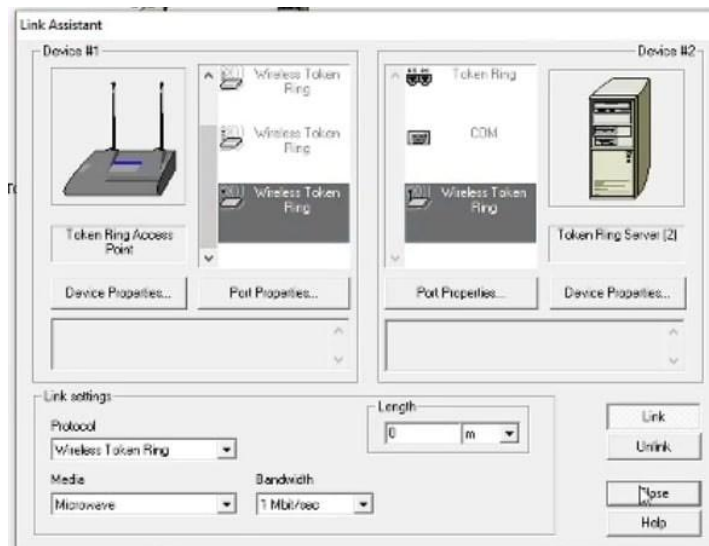 Link Assistant
Device #1
Wireless Token
Ring
Wireless Token
Ring
Wireless Token
Ring
Token Ring Access
Point
Device Properties...
Port Properties...
Device #2
Token Ring
COM
Wireless Token
Ring
Token Ring Server (2)
Port Properties...
Device Properties...
Link settings
Protocol
Wireless Token Ring
Length
0
m
Media
Microwave
Bandwidth
1 Mbit/sec
Link
Unlink
Close
Help